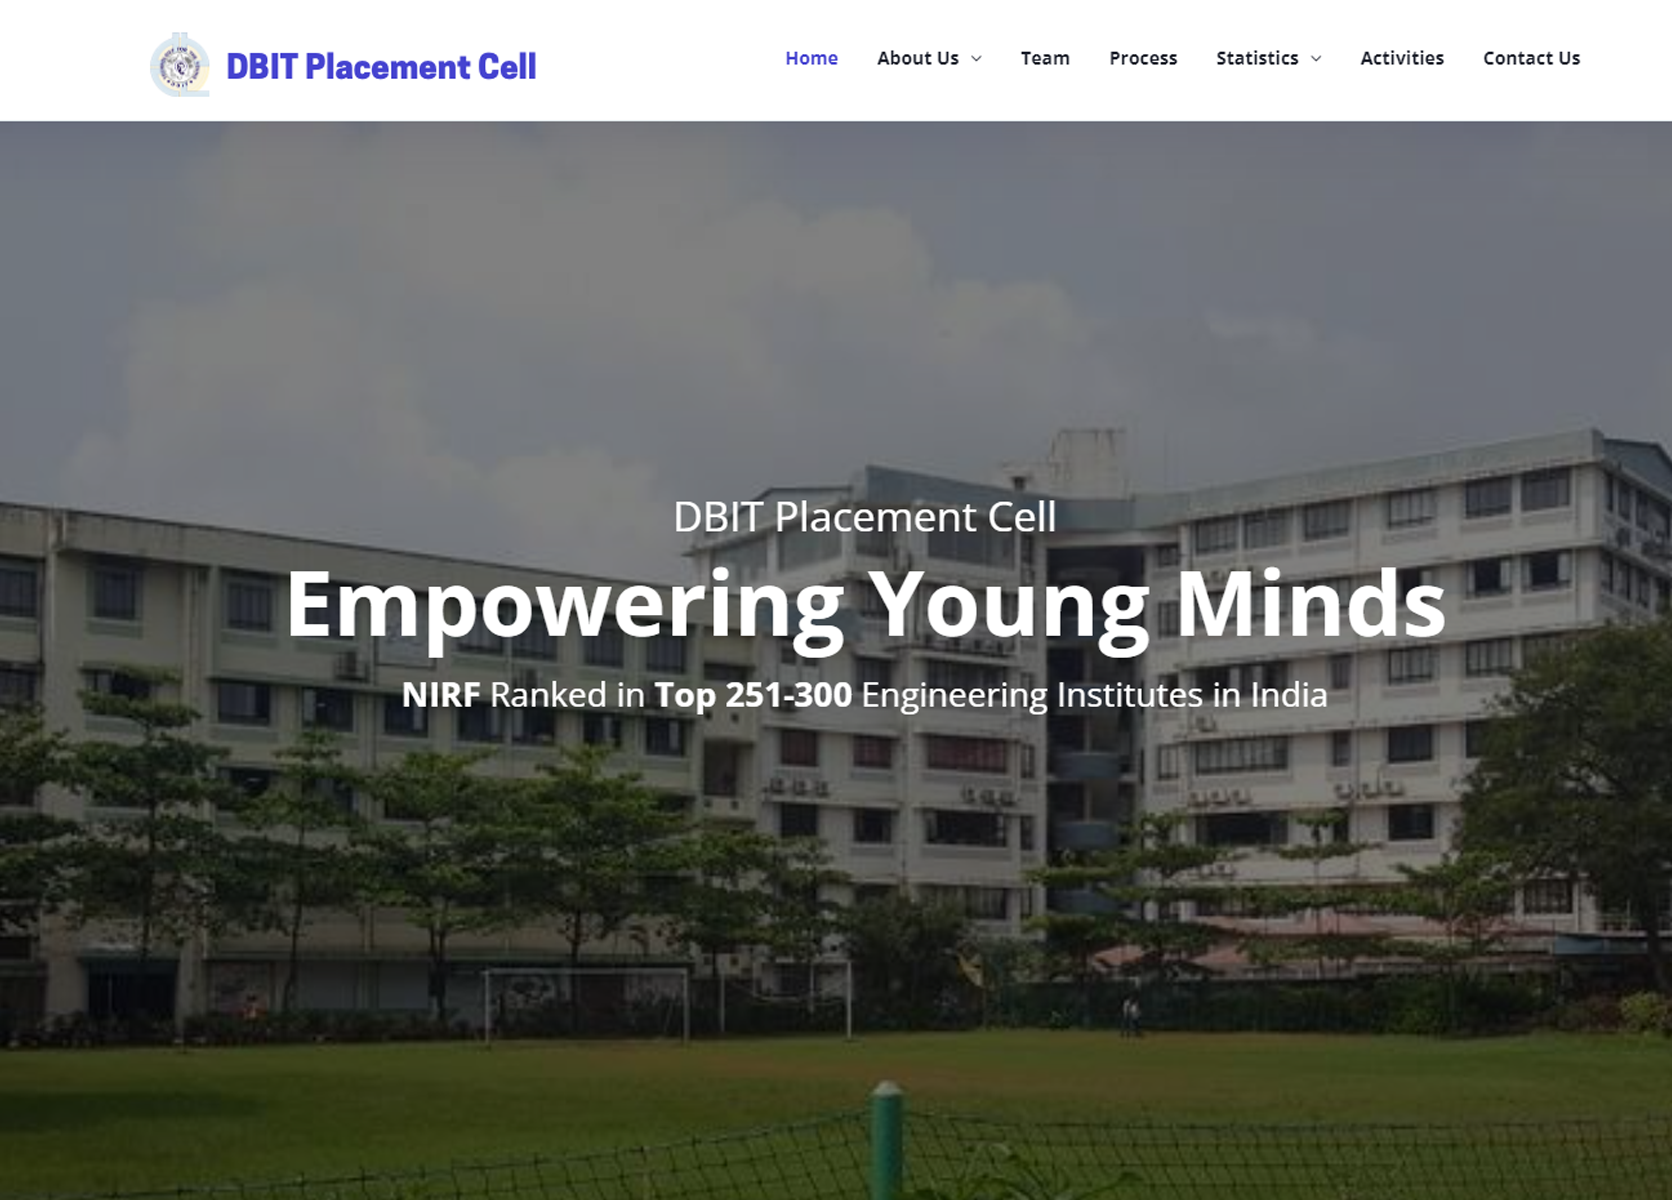 DBIT Placement Cell
Home
About Us
Team
Process
Statistics
Activities
Contact Us
DBIT Placement Cell
Empowering Young Minds
NIRF Ranked in Top 251-300 Engineering Institutes in India